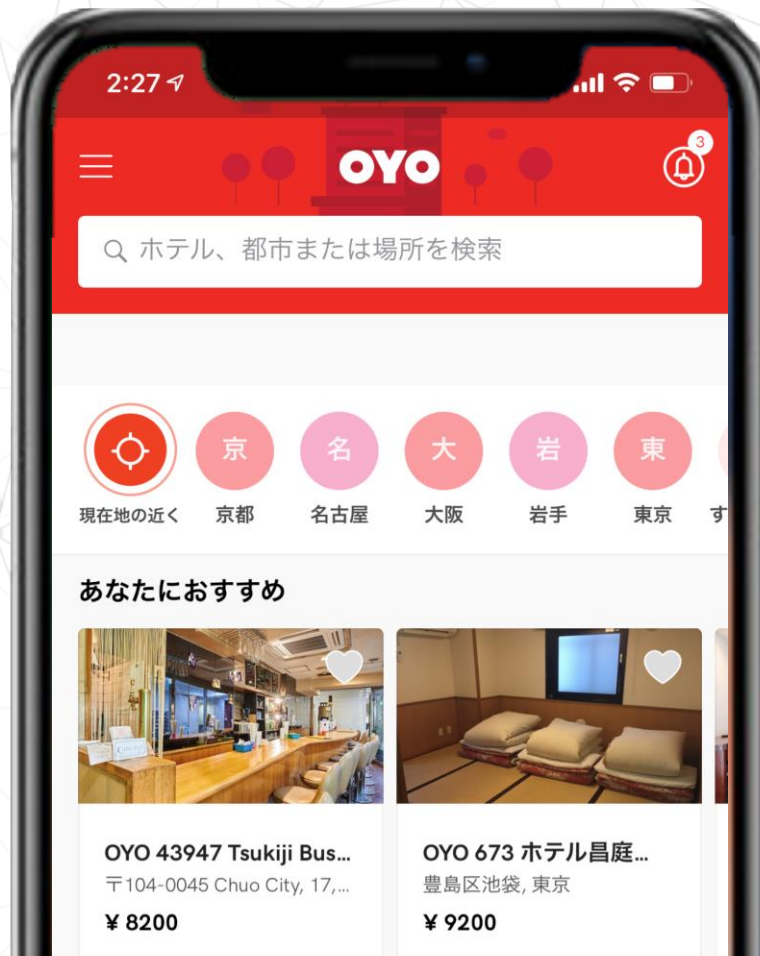 2:27
OYO
3
ホテル、都市または場所を検索
京
名
大
岩
東
現在地の近く
京都
名古屋
大阪
岩手
東京
す
あなたにおすすめ
OYO 43947 Tsukiji Bus...
〒104-0045 Chuo City, 17,...
¥ 8200
OYO 673 ホテル昌庭...
豊島区池袋, 東京
¥ 9200